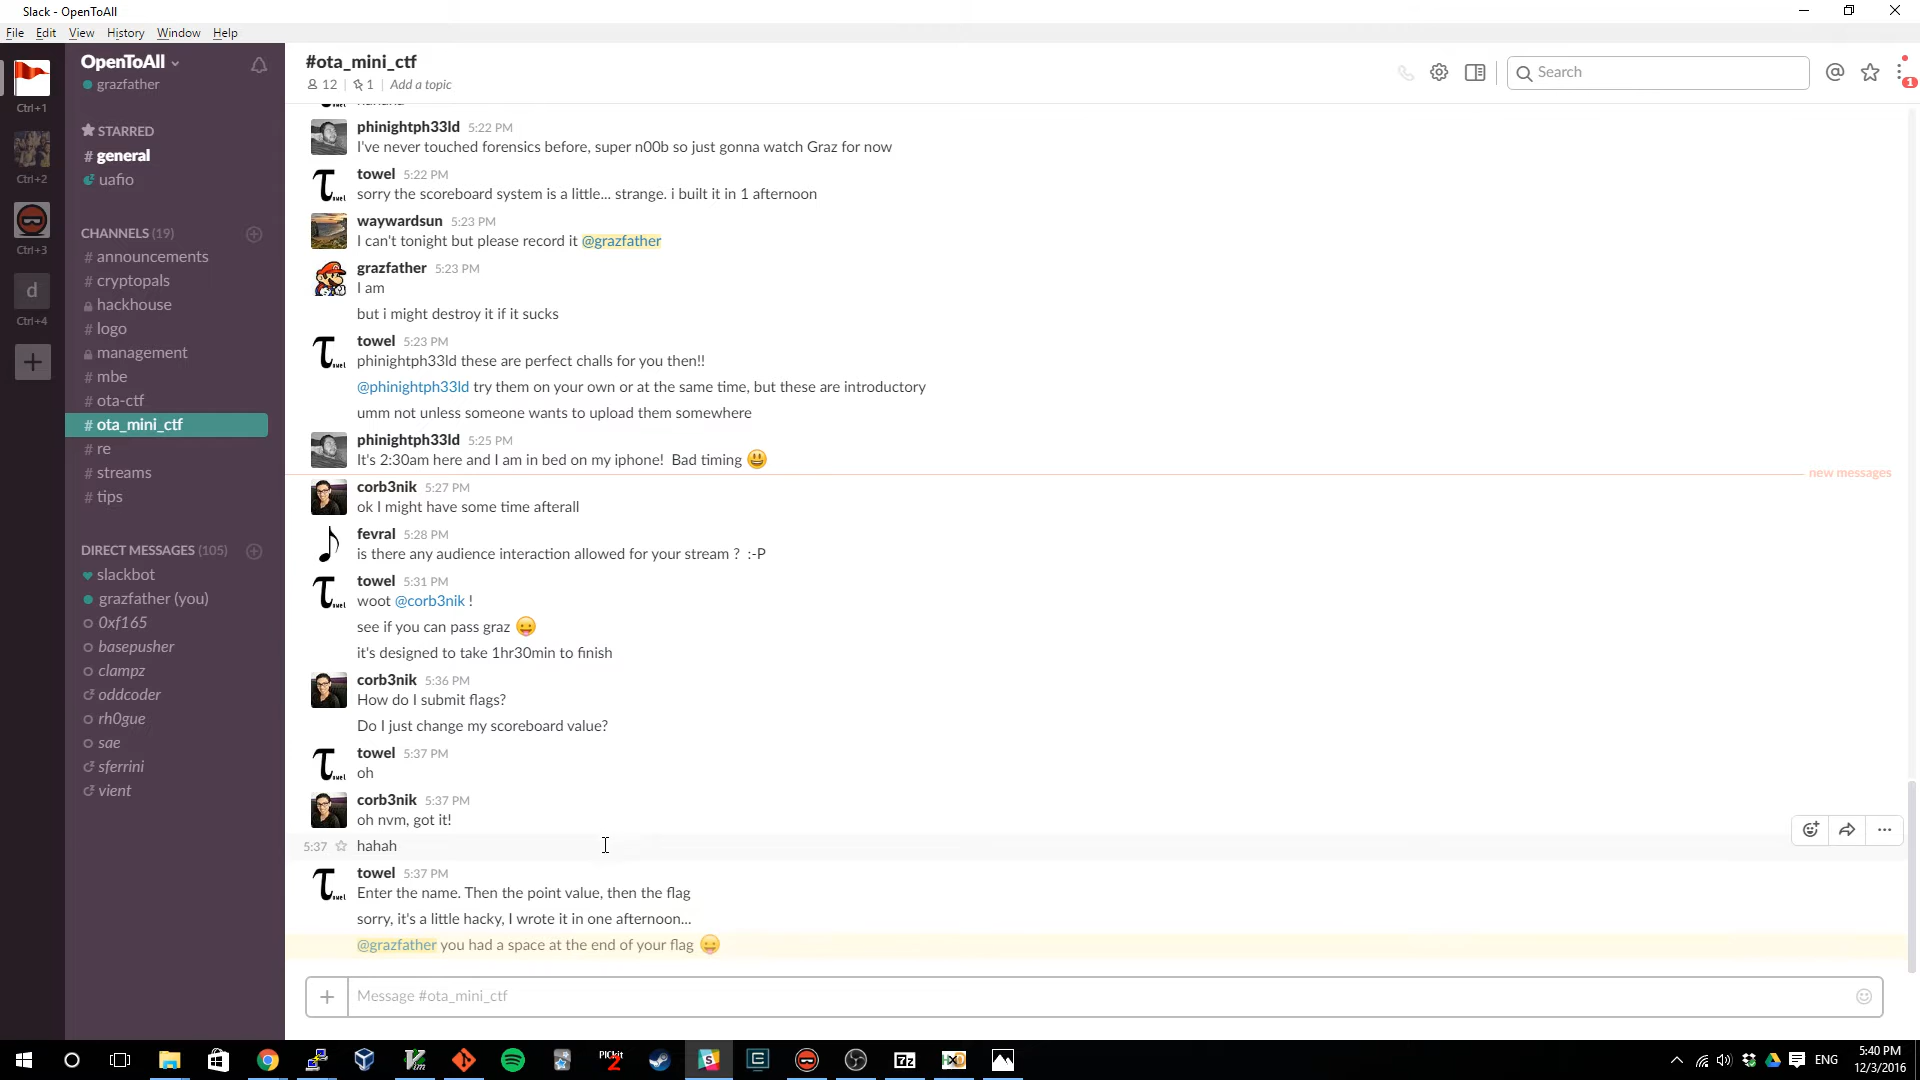 Slack - OpenToAll
File Edit View History Window Help
Ctrl+1
Ctrl+2
Ctrl+3
d
Ctrl+4
OpenToAll
grazfather
STARRED
# general
uafio
CHANNELS (19)
# announcements
# cryptopals
hackhouse
# logo
management
# mbe
# ota-ctf
# ota_mini_ctf
# re
# streams
# tips
DIRECT MESSAGES (105)
slackbot
grazfather (you)
0xf165
basepusher
clampz
oddcoder
rh0gue
sae
sferrini
vient
#ota_mini_ctf
12 | 1 | Add a topic
Search
1
phinightph33ld 5:22 PM
I've never touched forensics before, super n00b so just gonna watch Graz for now
towel 5:22 PM
sorry the scoreboard system is a little... strange. i built it in 1 afternoon
waywardsun 5:23 PM
I can't tonight but please record it @grazfather
grazfather 5:23 PM
I am
but i might destroy it if it sucks
towel 5:23 PM
phinightph33ld these are perfect challs for you then!!
@phinightph33ld try them on your own or at the same time, but these are introductory
umm not unless someone wants to upload them somewhere
phinightph33ld 5:25 PM
It's 2:30am here and I am in bed on my iphone! Bad timing
new messages
corb3nik 5:27 PM
ok I might have some time afterall
fevral 5:28 PM
is there any audience interaction allowed for your stream ? :-P
towel 5:31 PM
woot @corb3nik !
see if you can pass graz
it's designed to take 1hr30min to finish
corb3nik 5:36 PM
How do I submit flags?
Do I just change my scoreboard value?
towel 5:37 PM
oh
corb3nik 5:37 PM
oh nvm, got it!
5:37 hahah
towel 5:37 PM
Enter the name. Then the point value, then the flag
sorry, it's a little hacky, I wrote it in one afternoon...
@grazfather you had a space at the end of your flag
Message #ota_mini_ctf
ENG
5:40 PM
12/3/2016